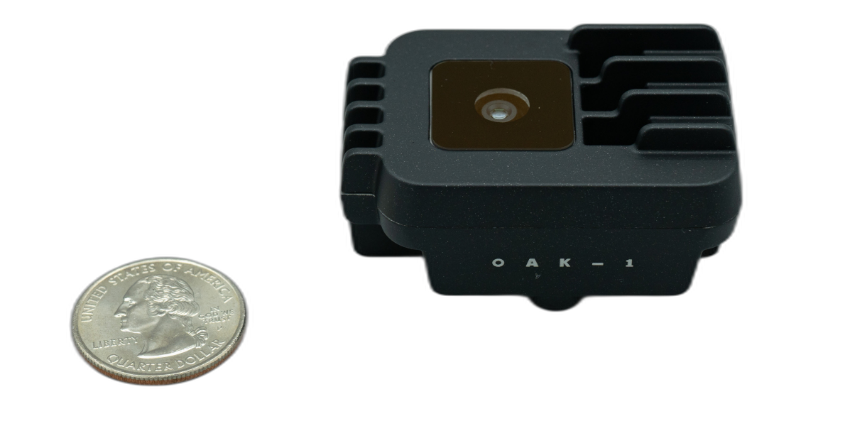 OAK-1
UNITED STATES OF AMERICA
LIBERTY
QUARTER DOLLAR